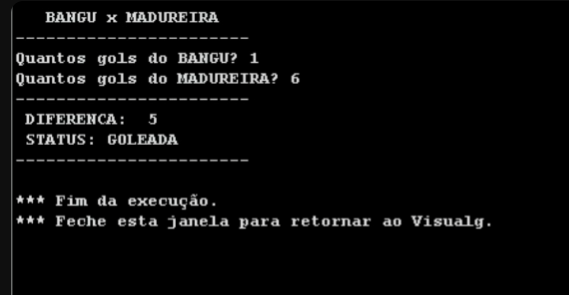 BANGU x MADUREIRA
------------------------
Quantos gols do BANGU? 1
Quantos gols do MADUREIRA? 6
------------------------
DIFERENCA:  5
STATUS: GOLEADA
------------------------
*** Fim da execução.
*** Feche esta janela para retornar ao Visualg.